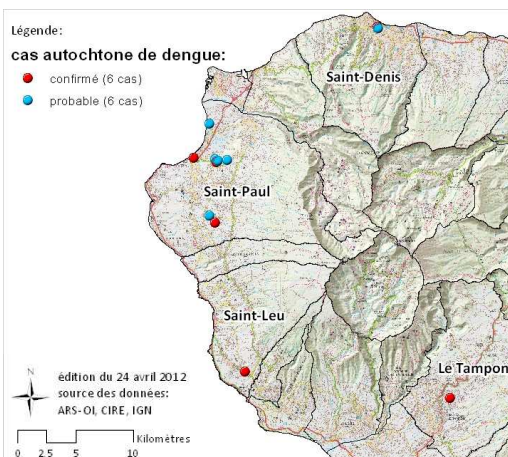 Légende:
cas autochtone de dengue:
confirmé (6 cas)
probable (6 cas)
Saint-Denis
Saint-Paul
Saint-Leu
Le Tampon
N
édition du 24 avril 2012
source des données:
ARS-OI, CIRE, IGN
Kilomètres
0 2.5 5 10